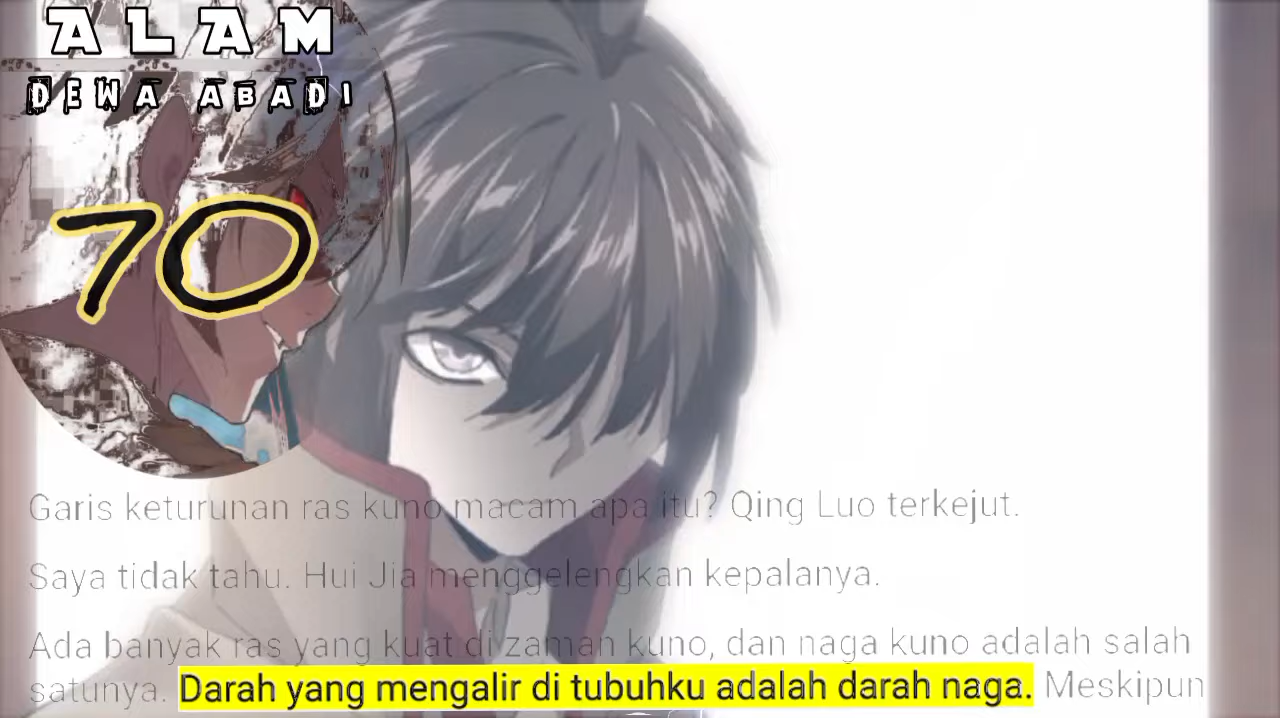 ALAM
DEWA ABADI
70
Garis keturunan ras kuno macam apa itu? Qing Luo terkejut.
Saya tidak tahu. Hui Jia menggelengkan kepalanya.
Ada banyak ras yang kuat di zaman kuno, dan naga kuno adalah salah
satunya. Darah yang mengalir di tubuhku adalah darah naga. Meskipun